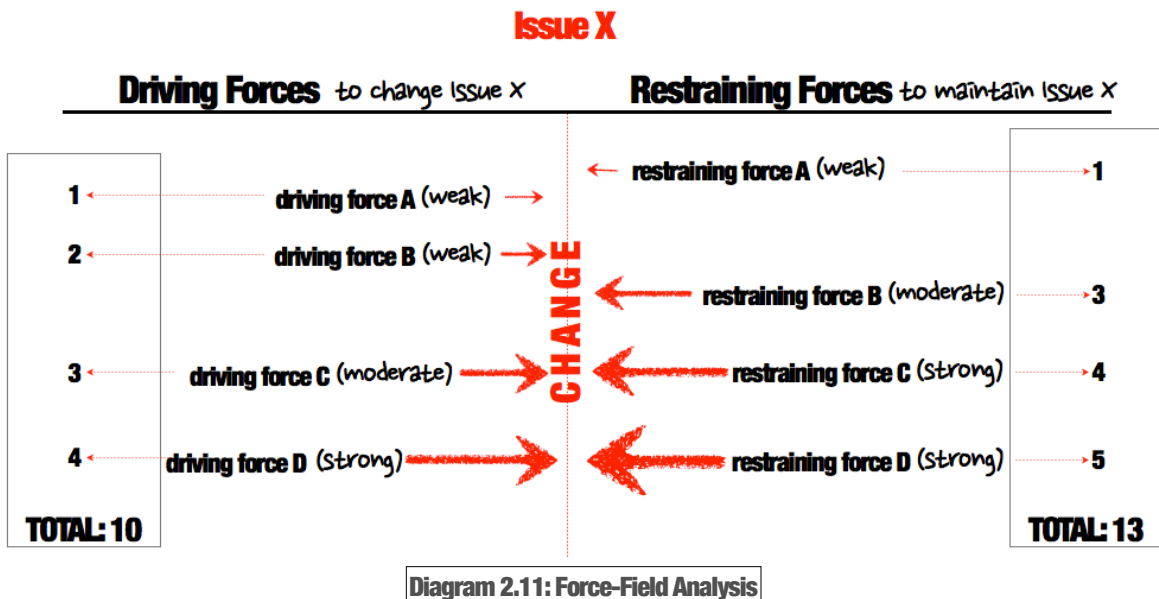 Issue X
Driving Forces to change Issue X
Restraining Forces to maintain Issue X
restraining force A (weak) 1
1 driving force A (weak)
2 driving force B (weak)
CHANGE
restraining force B (moderate) 3
3 driving force C (moderate)
restraining force C (strong) 4
4 driving force D (strong)
restraining force D (strong) 5
TOTAL: 10
TOTAL: 13
Diagram 2.11: Force-Field Analysis